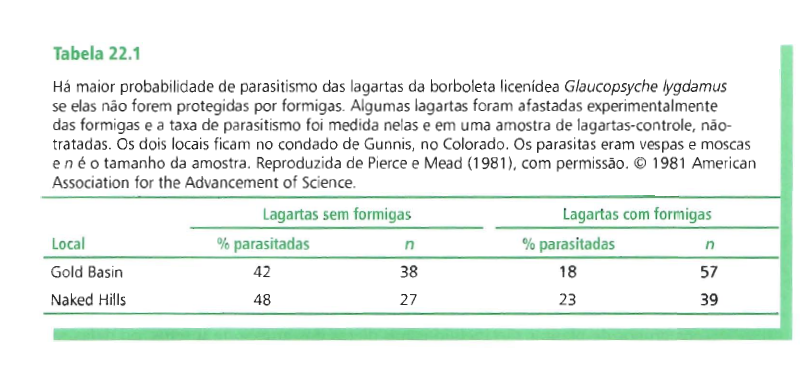 Tabela 22.1
Há maior probabilidade de parasitismo das lagartas da borboleta licenídea Glaucopsyche lygdamus
se elas não forem protegidas por formigas. Algumas lagartas foram afastadas experimentalmente
das formigas e a taxa de parasitismo foi medida nelas e em uma amostra de lagartas-controle, não-
tratadas. Os dois locais ficam no condado de Gunnis, no Colorado. Os parasitas eram vespas e moscas
e n é o tamanho da amostra. Reproduzida de Pierce e Mead (1981), com permissão. © 1981 American
Association for the Advancement of Science.
Lagartas sem formigas Lagartas com formigas
Local % parasitadas n % parasitadas n
Gold Basin 42 38 18 57
Naked Hills 48 27 23 39